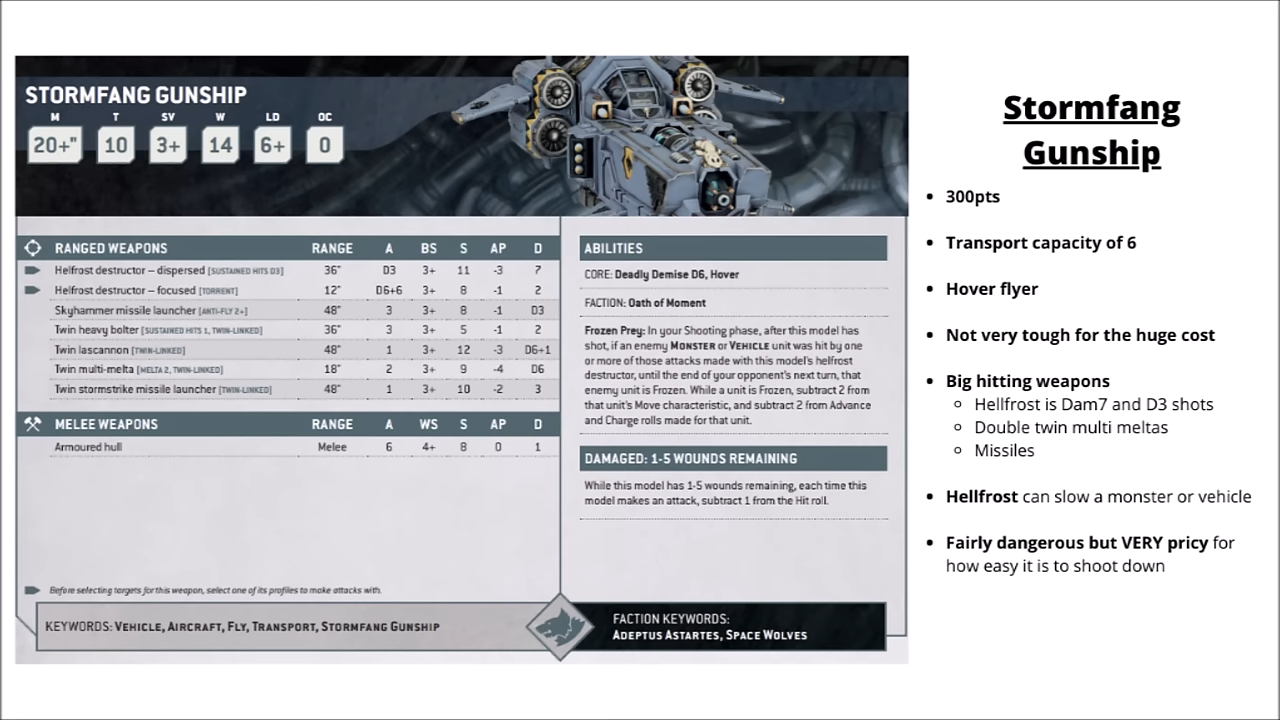 STORMFANG GUNSHIP
M T SV W LD OC
20+" 10 3+ 14 6+ 0
RANGED WEAPONS RANGE A BS S AP D
Helfrost destructor – dispersed [SUSTAINED HITS D3] 36" D3 3+ 11 -3 7
Helfrost destructor – focused [TORRENT] 12" D6+6 3+ 8 -1 2
Skyhammer missile launcher [ANTI-FLY 2+] 48" 3 3+ 8 -1 D3
Twin heavy bolter [SUSTAINED HITS 1, TWIN-LINKED] 36" 3 3+ 5 -1 2
Twin lascannon [TWIN-LINKED] 48" 1 3+ 12 -3 D6+1
Twin multi-melta [MELTA 2, TWIN-LINKED] 18" 2 3+ 9 -4 D6
Twin stormstrike missile launcher [TWIN-LINKED] 48" 1 3+ 10 -2 3
MELEE WEAPONS RANGE A WS S AP D
Armoured hull Melee 6 4+ 8 0 1
Before selecting targets for this weapon, select one of its profiles to make attacks with.
KEYWORDS: VEHICLE, AIRCRAFT, FLY, TRANSPORT, STORMFANG GUNSHIP
ABILITIES
CORE: Deadly Demise D6, Hover
FACTION: Oath of Moment
Frozen Prey: In your Shooting phase, after this model has
shot, if an enemy MONSTER or VEHICLE unit was hit by one
or more of those attacks made with this model's helfrost
destructor, until the end of your opponent's next turn, that
enemy unit is Frozen. While a unit is Frozen, subtract 2 from
that unit's Move characteristic, and subtract 2 from Advance
and Charge rolls made for that unit.
DAMAGED: 1-5 WOUNDS REMAINING
While this model has 1-5 wounds remaining, each time this
model makes an attack, subtract 1 from the Hit roll.
FACTION KEYWORDS:
ADEPTUS ASTARTES, SPACE WOLVES
Stormfang
Gunship
• 300pts
• Transport capacity of 6
• Hover flyer
• Not very tough for the huge cost
• Big hitting weapons
◦ Hellfrost is Dam7 and D3 shots
◦ Double twin multi meltas
◦ Missiles
• Hellfrost can slow a monster or vehicle
• Fairly dangerous but VERY pricy for
how easy it is to shoot down